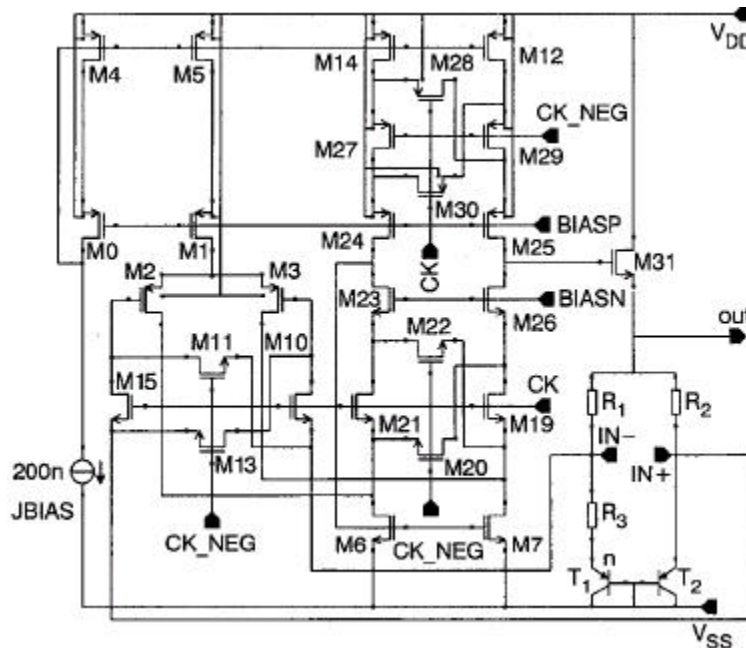 V_DD
M4
M5
M14
M28
M12
CK_NEG
M27
M29
M30
BIASP
M0
M1
M24
CK
M25
M31
M2
M3
M23
BIASN
M26
out
M11
M10
M22
M15
CK
R1
R2
M21
M19
IN-
M13
M20
IN+
200n
JBIAS
R3
CK_NEG
M6
CK_NEG
M7
n
T1
T2
V_SS